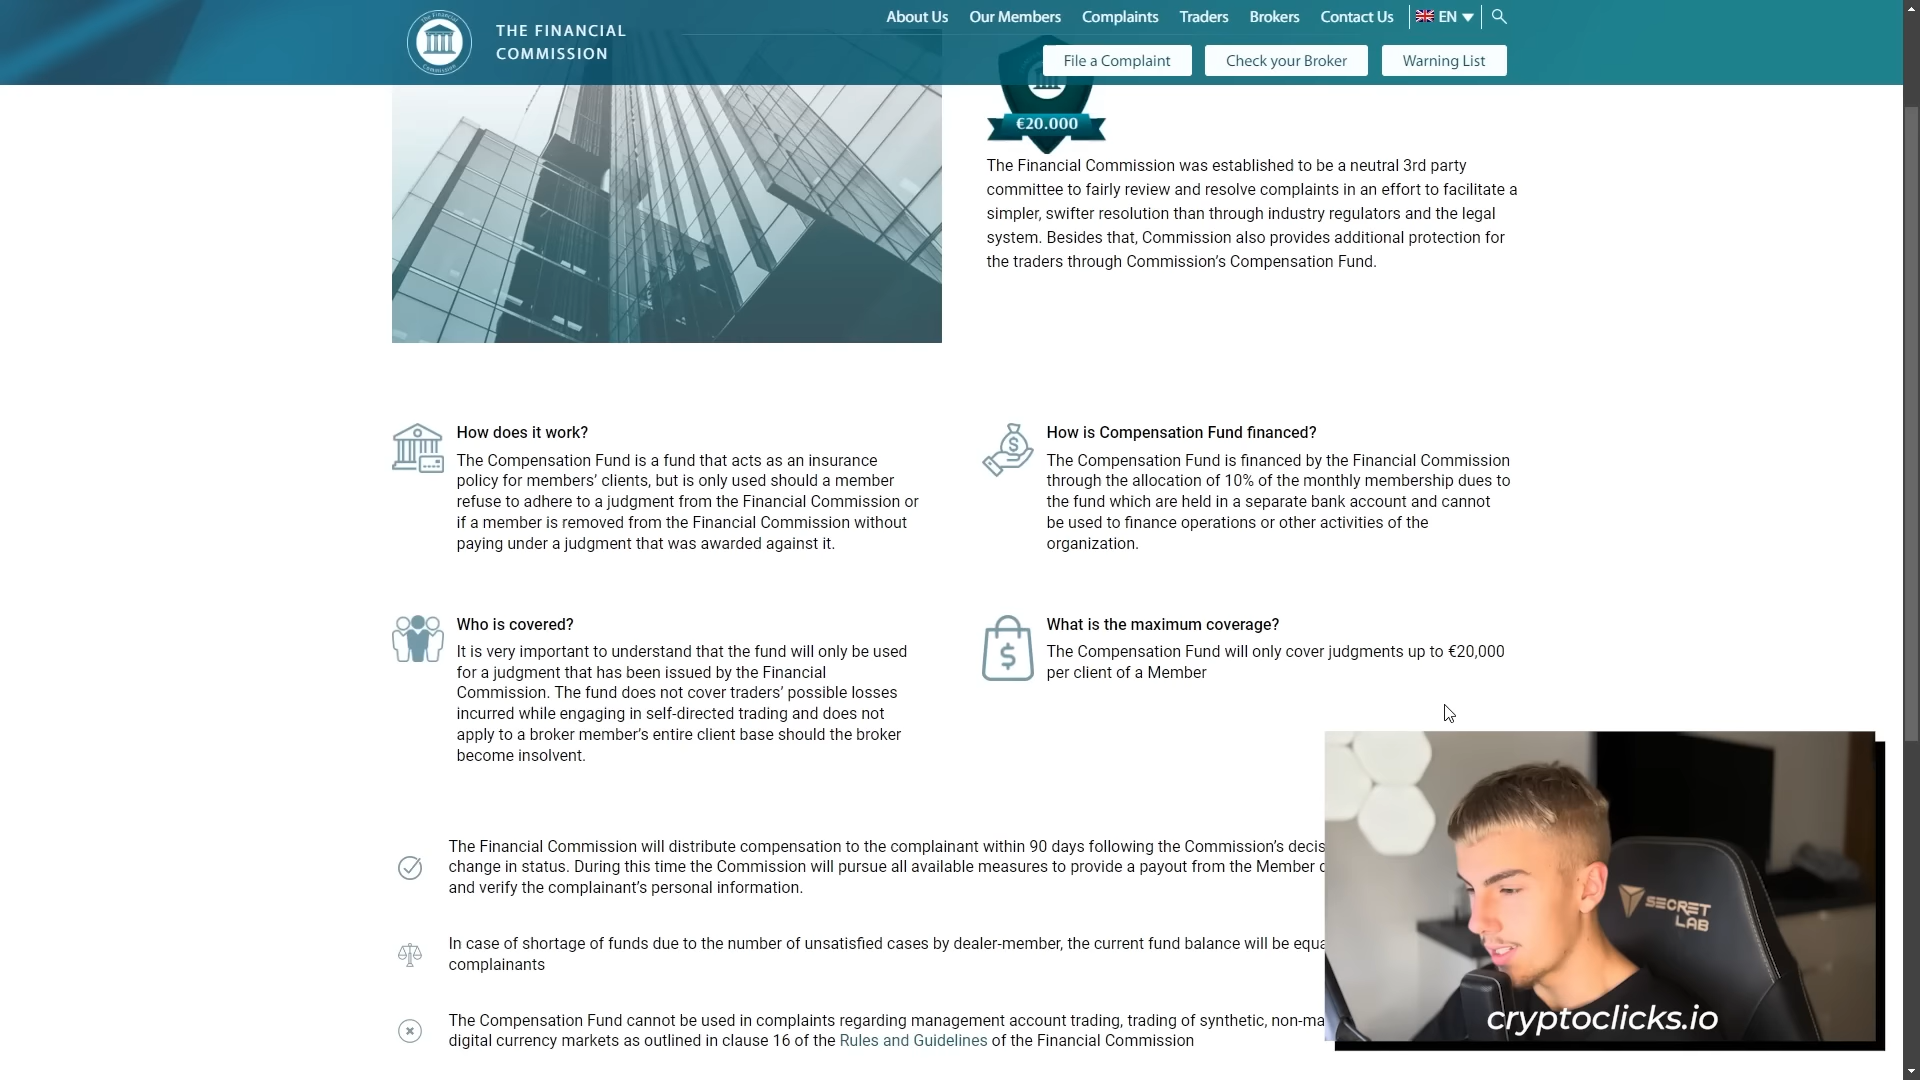 THE FINANCIAL
COMMISSION
About Us
Our Members
Complaints
Traders
Brokers
Contact Us
EN
File a Complaint
Check your Broker
Warning List
€20.000
The Financial Commission was established to be a neutral 3rd party
committee to fairly review and resolve complaints in an effort to facilitate a
simpler, swifter resolution than through industry regulators and the legal
system. Besides that, Commission also provides additional protection for
the traders through Commission’s Compensation Fund.
How does it work?
The Compensation Fund is a fund that acts as an insurance
policy for members’ clients, but is only used should a member
refuse to adhere to a judgment from the Financial Commission or
if a member is removed from the Financial Commission without
paying under a judgment that was awarded against it.
How is Compensation Fund financed?
The Compensation Fund is financed by the Financial Commission
through the allocation of 10% of the monthly membership dues to
the fund which are held in a separate bank account and cannot
be used to finance operations or other activities of the
organization.
Who is covered?
It is very important to understand that the fund will only be used
for a judgment that has been issued by the Financial
Commission. The fund does not cover traders’ possible losses
incurred while engaging in self-directed trading and does not
apply to a broker member’s entire client base should the broker
become insolvent.
What is the maximum coverage?
The Compensation Fund will only cover judgments up to €20,000
per client of a Member
The Financial Commission will distribute compensation to the complainant within 90 days following the Commission’s decis
change in status. During this time the Commission will pursue all available measures to provide a payout from the Member
and verify the complainant’s personal information.
In case of shortage of funds due to the number of unsatisfied cases by dealer-member, the current fund balance will be equa
complainants
The Compensation Fund cannot be used in complaints regarding management account trading, trading of synthetic, non-ma
digital currency markets as outlined in clause 16 of the Rules and Guidelines of the Financial Commission
SECRET
LAB
cryptoclicks.io